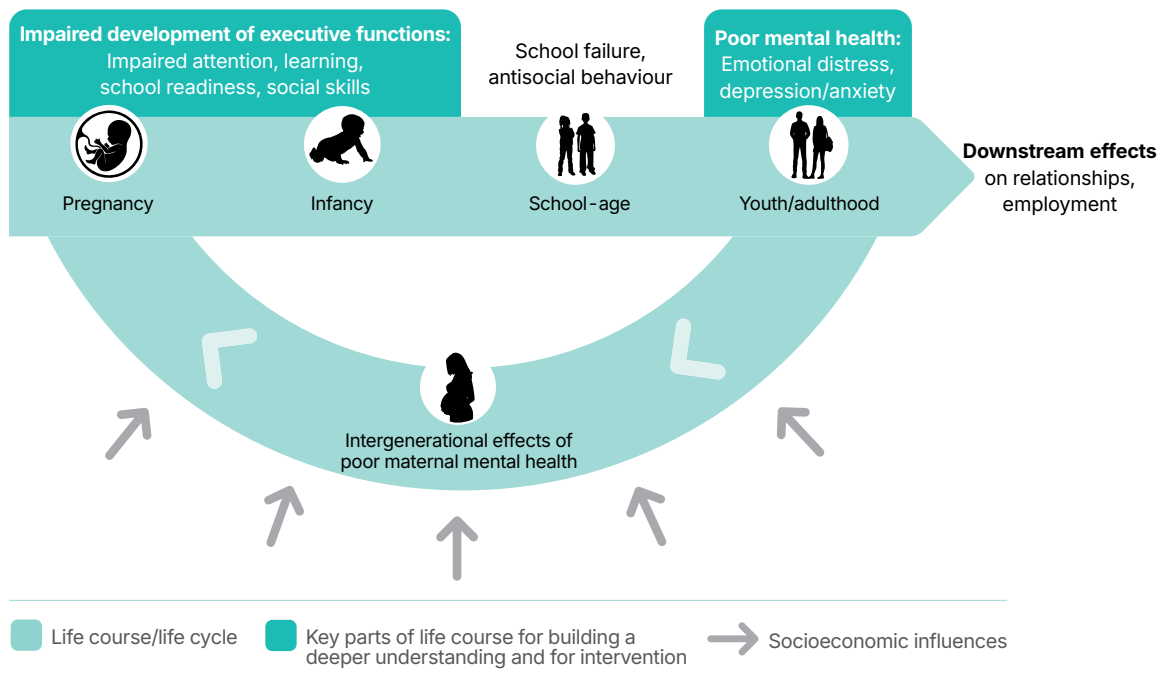 Impaired development of executive functions:
Impaired attention, learning,
school readiness, social skills
School failure,
antisocial behaviour
Poor mental health:
Emotional distress,
depression/anxiety
Pregnancy
Infancy
School-age
Youth/adulthood
Downstream effects
on relationships,
employment
Intergenerational effects of
poor maternal mental health
Life course/life cycle
Key parts of life course for building a
deeper understanding and for intervention
Socioeconomic influences